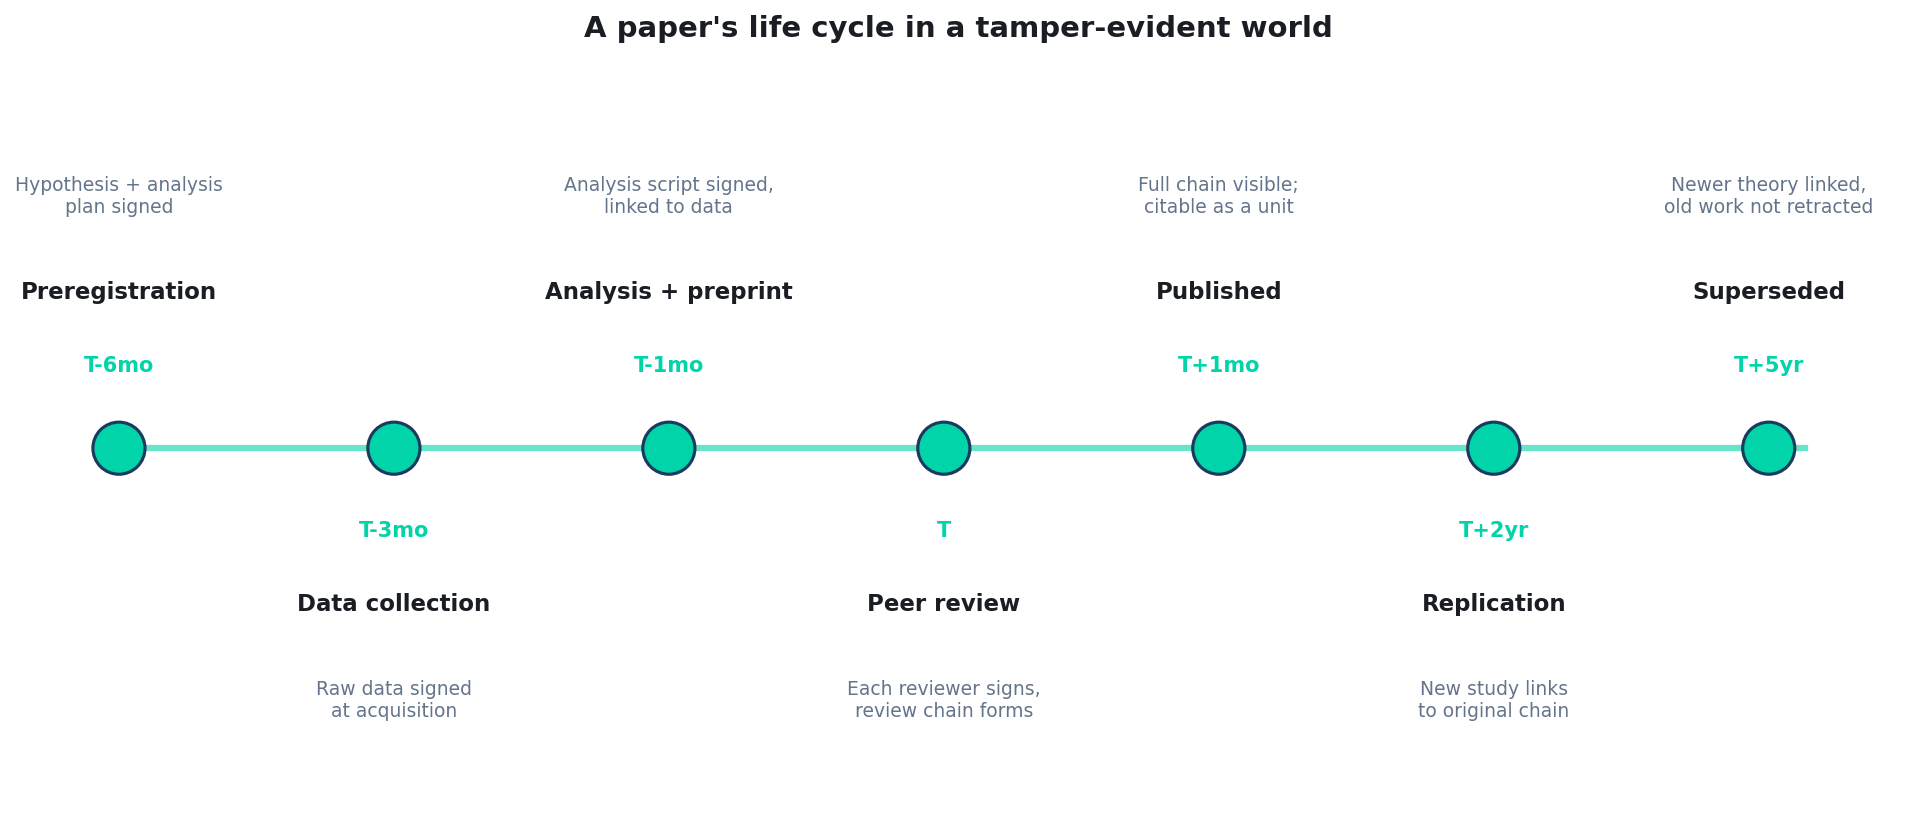 A paper's life cycle in a tamper-evident world
Hypothesis + analysis
plan signed
Preregistration
T-6mo
T-3mo
Data collection
Raw data signed
at acquisition
Analysis script signed,
linked to data
Analysis + preprint
T-1mo
T
Peer review
Each reviewer signs,
review chain forms
Full chain visible;
citable as a unit
Published
T+1mo
T+2yr
Replication
New study links
to original chain
Newer theory linked,
old work not retracted
Superseded
T+5yr